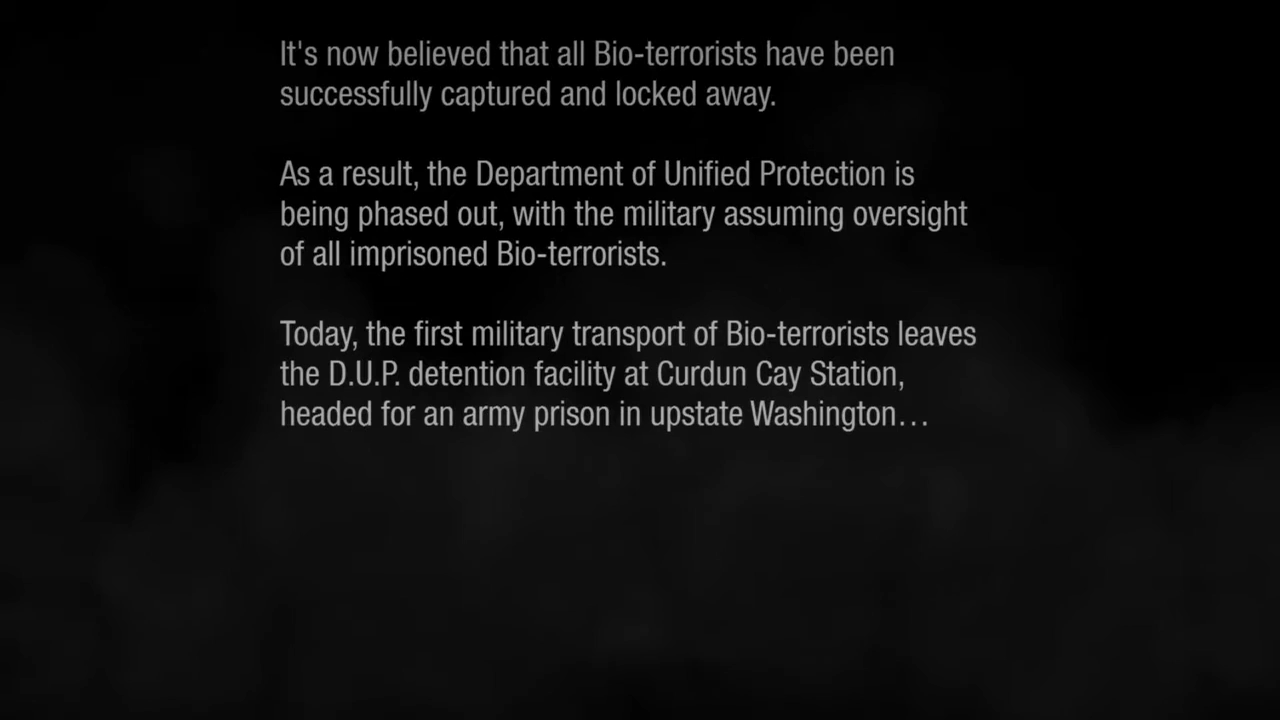 It's now believed that all Bio-terrorists have been
successfully captured and locked away.
As a result, the Department of Unified Protection is
being phased out, with the military assuming oversight
of all imprisoned Bio-terrorists.
Today, the first military transport of Bio-terrorists leaves
the D.U.P. detention facility at Curdun Cay Station,
headed for an army prison in upstate Washington…